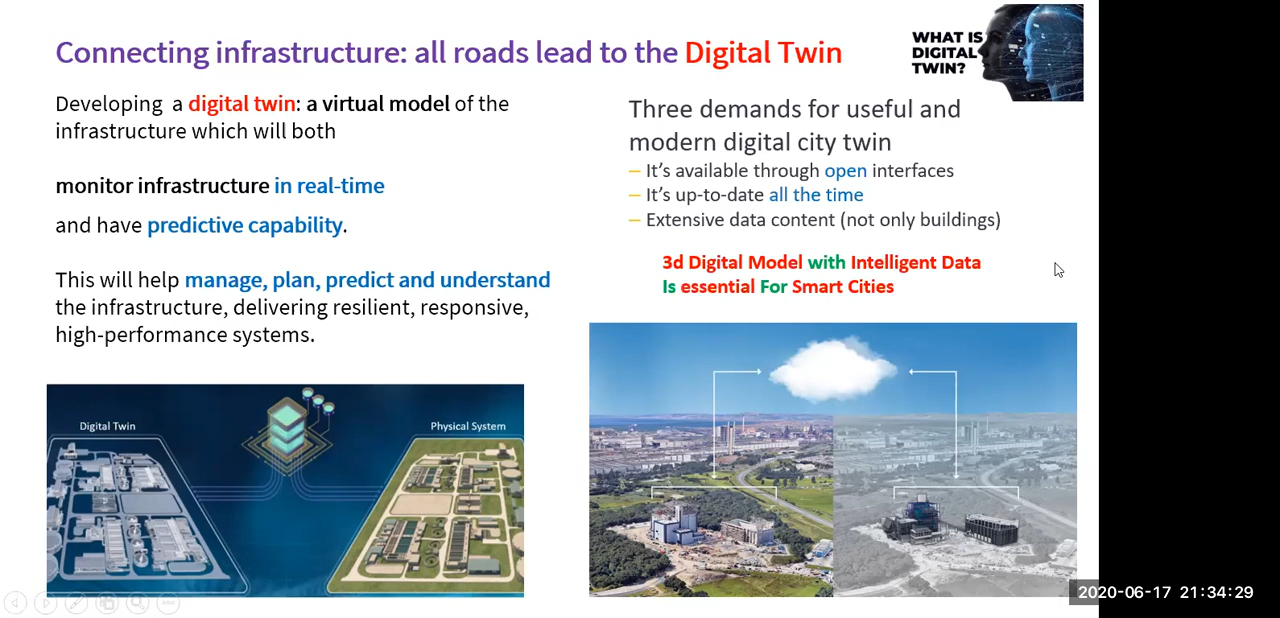 Connecting infrastructure: all roads lead to the Digital Twin
WHAT IS
DIGITAL
TWIN?
Developing a digital twin: a virtual model of the
infrastructure which will both
monitor infrastructure in real-time
and have predictive capability.
This will help manage, plan, predict and understand
the infrastructure, delivering resilient, responsive,
high-performance systems.
Three demands for useful and
modern digital city twin
– It's available through open interfaces
– It's up-to-date all the time
– Extensive data content (not only buildings)
3d Digital Model with Intelligent Data
Is essential For Smart Cities
Digital Twin
Physical System
2020-06-17 21:34:29